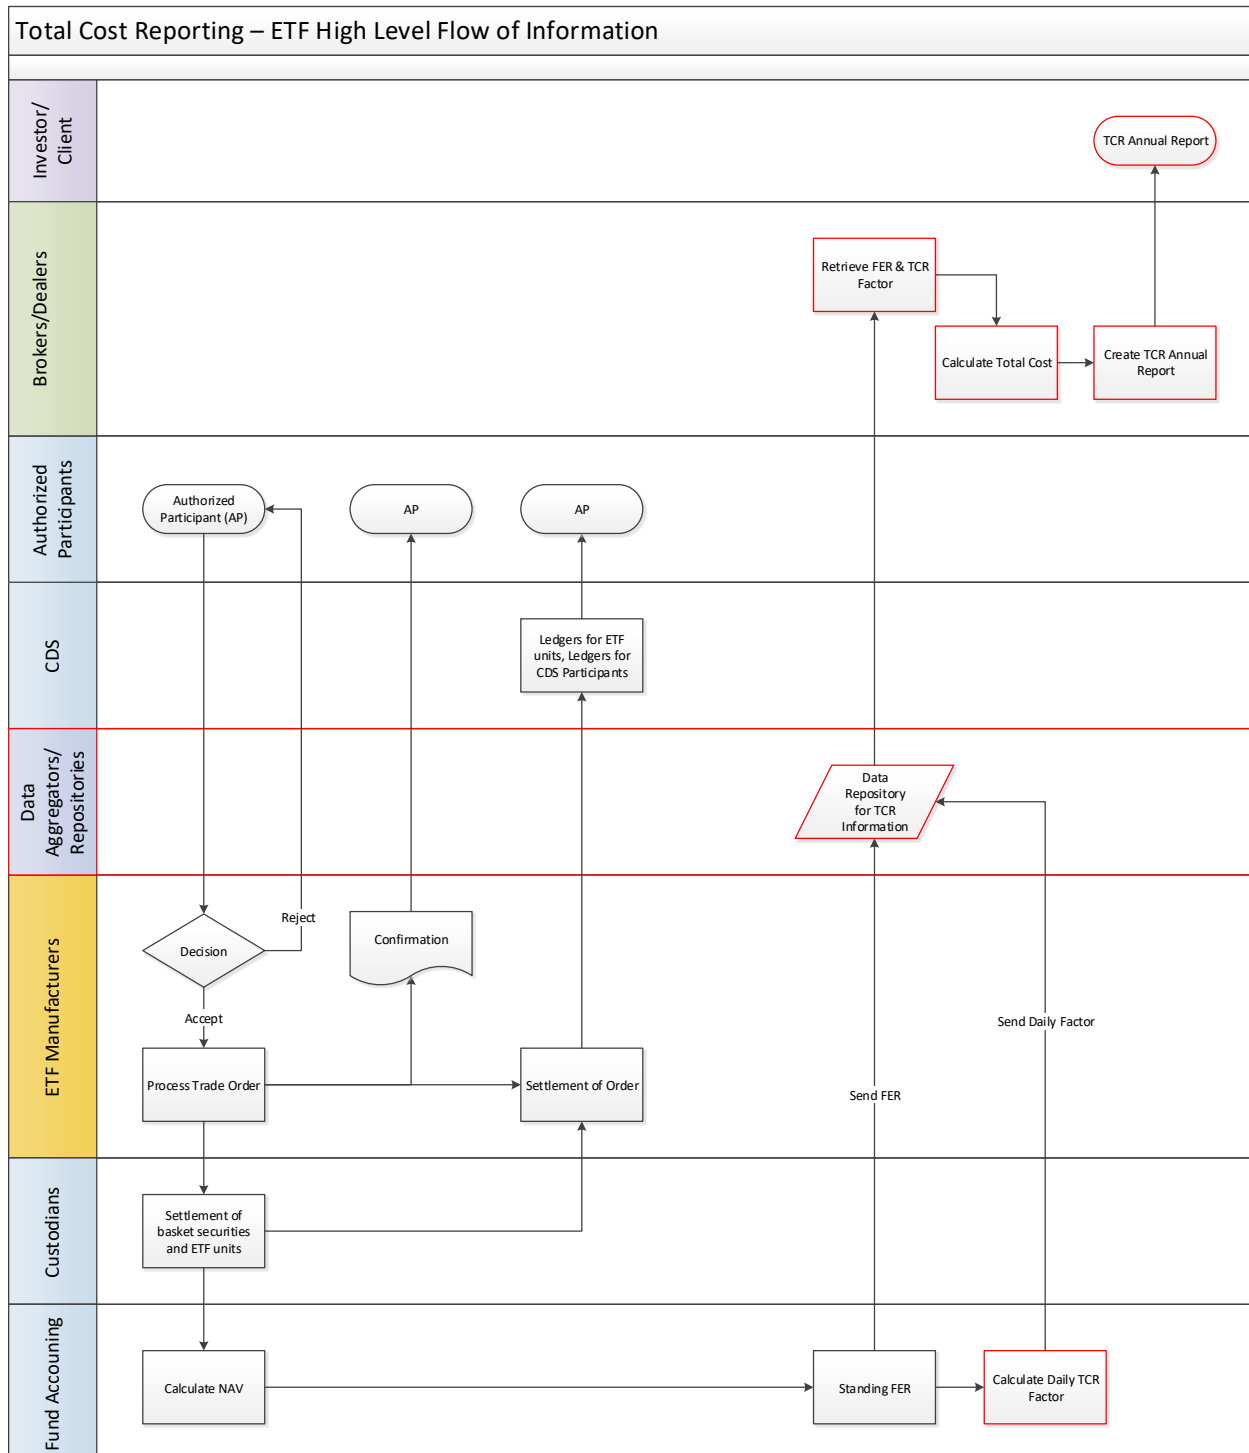 Total Cost Reporting – ETF High Level Flow of Information
Investor/
Client
TCR Annual Report
Brokers/Dealers
Retrieve FER & TCR
Factor
Calculate Total Cost
Create TCR Annual
Report
Authorized
Participants
Authorized
Participant (AP)
AP
AP
CDS
Ledgers for ETF
units, Ledgers for
CDS Participants
Data
Aggregators/
Repositories
Data
Repository
for TCR
Information
ETF Manufacturers
Decision
Reject
Confirmation
Accept
Send Daily Factor
Process Trade Order
Settlement of Order
Send FER
Custodians
Settlement of
basket securities
and ETF units
Fund Accouning
Calculate NAV
Standing FER
Calculate Daily TCR
Factor